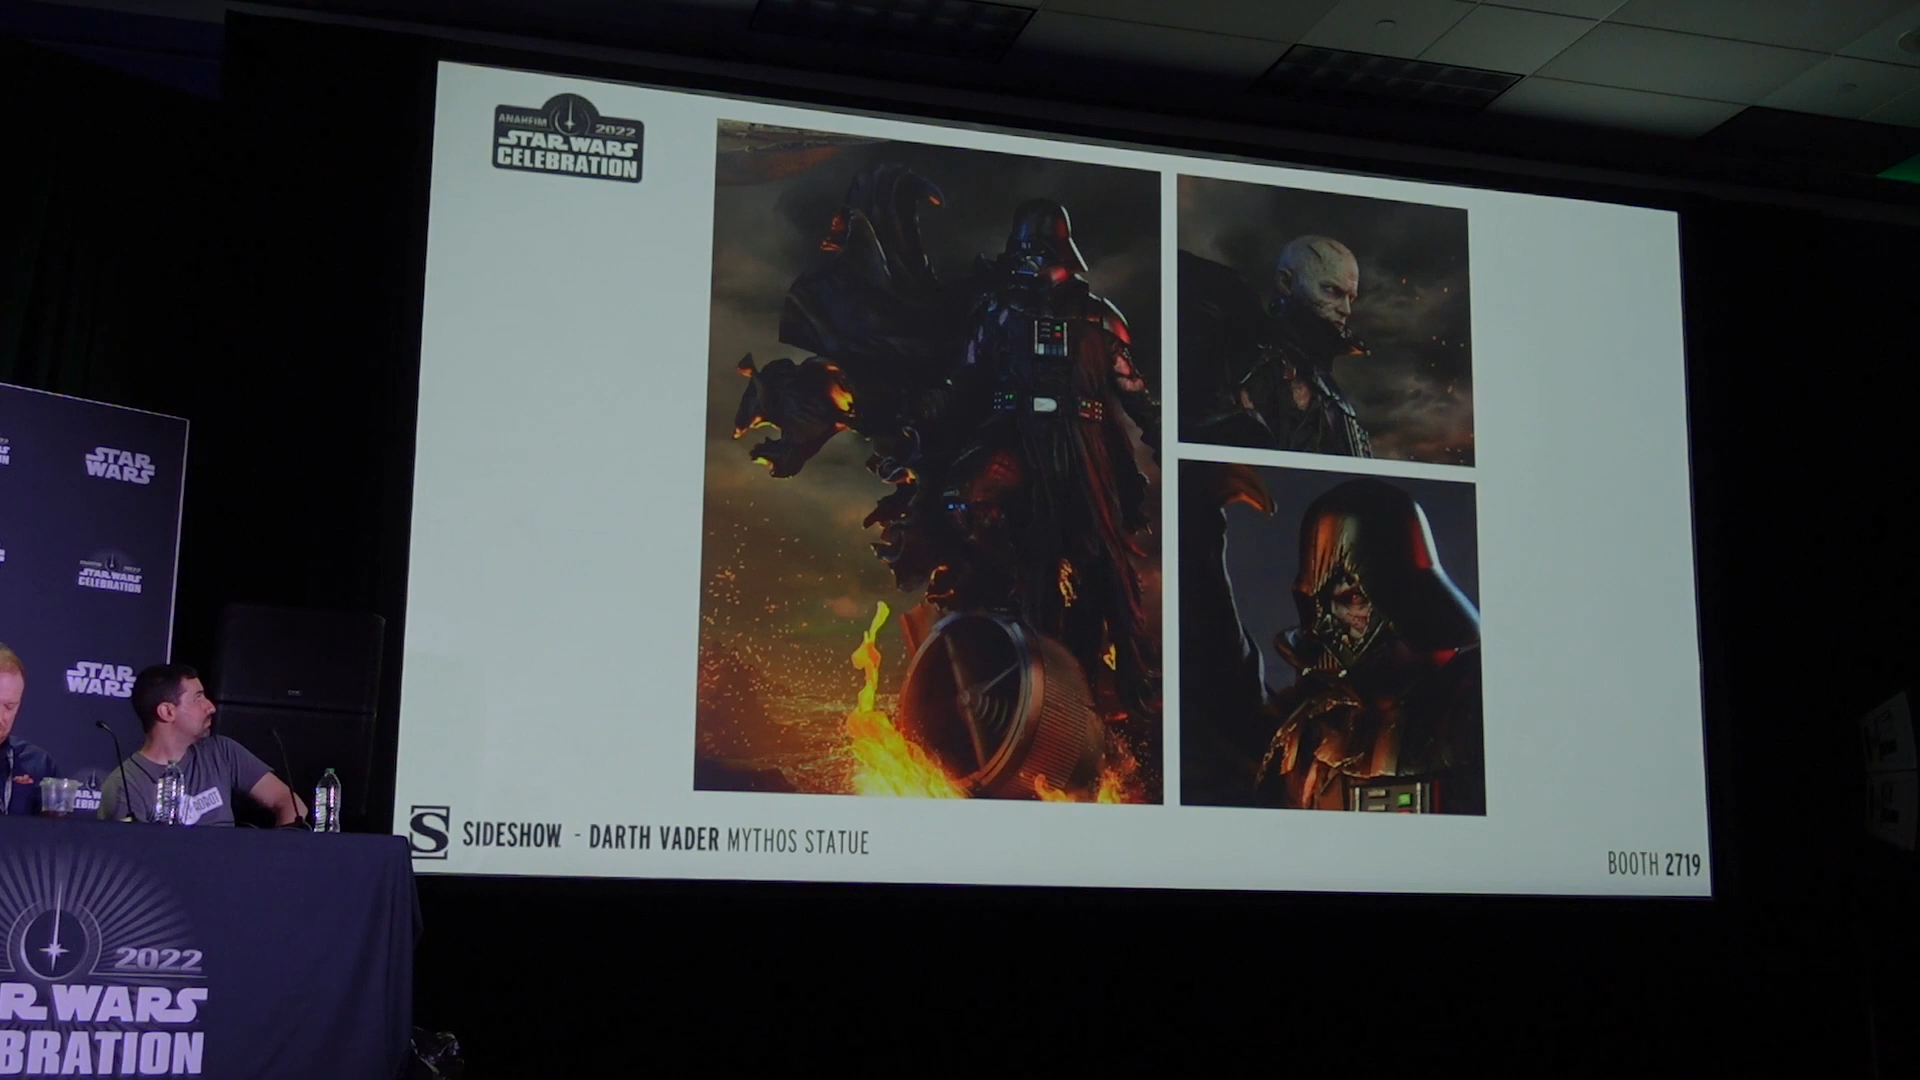 ANAHEIM 2022
STAR WARS
CELEBRATION
SIDESHOW - DARTH VADER MYTHOS STATUE
BOOTH 2719
STAR
WARS
STAR WARS
CELEBRATION
STAR
WARS
2022
R WARS
BRATION